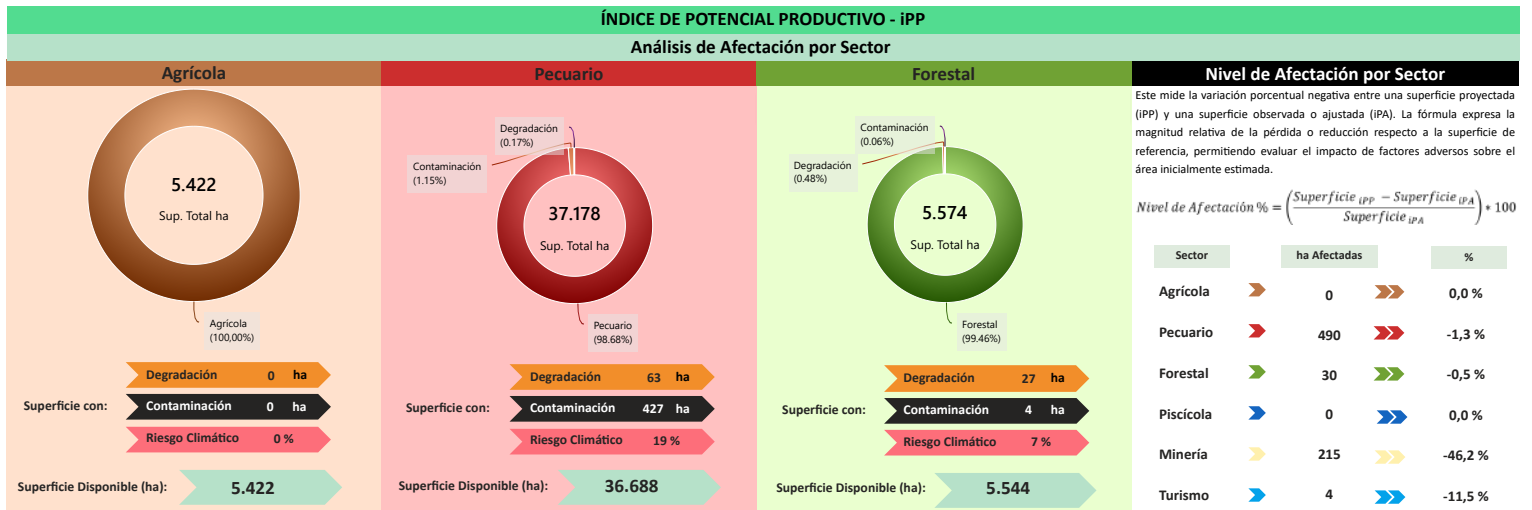 ÍNDICE DE POTENCIAL PRODUCTIVO - iPP
Análisis de Afectación por Sector
Agrícola
5.422
Sup. Total ha
Agrícola
(100,00%)
Superficie con:
Degradación 0 ha
Contaminación 0 ha
Riesgo Climático 0 %
Superficie Disponible (ha): 5.422
Pecuario
Degradación
(0.17%)
Contaminación
(1.15%)
37.178
Sup. Total ha
Pecuario
(98.68%)
Superficie con:
Degradación 63 ha
Contaminación 427 ha
Riesgo Climático 19 %
Superficie Disponible (ha): 36.688
Forestal
Contaminación
(0.06%)
Degradación
(0.48%)
5.574
Sup. Total ha
Forestal
(99.46%)
Superficie con:
Degradación 27 ha
Contaminación 4 ha
Riesgo Climático 7 %
Superficie Disponible (ha): 5.544
Nivel de Afectación por Sector
Este mide la variación porcentual negativa entre una superficie proyectada
(iPP) y una superficie observada o ajustada (iPA). La fórmula expresa la
magnitud relativa de la pérdida o reducción respecto a la superficie de
referencia, permitiendo evaluar el impacto de factores adversos sobre el
área inicialmente estimada.
Nivel de Afectación % = (Superficie iPP − Superficie iPA / Superficie iPA) * 100
Sector ha Afectadas %
Agrícola 0 0,0 %
Pecuario 490 -1,3 %
Forestal 30 -0,5 %
Piscícola 0 0,0 %
Minería 215 -46,2 %
Turismo 4 -11,5 %